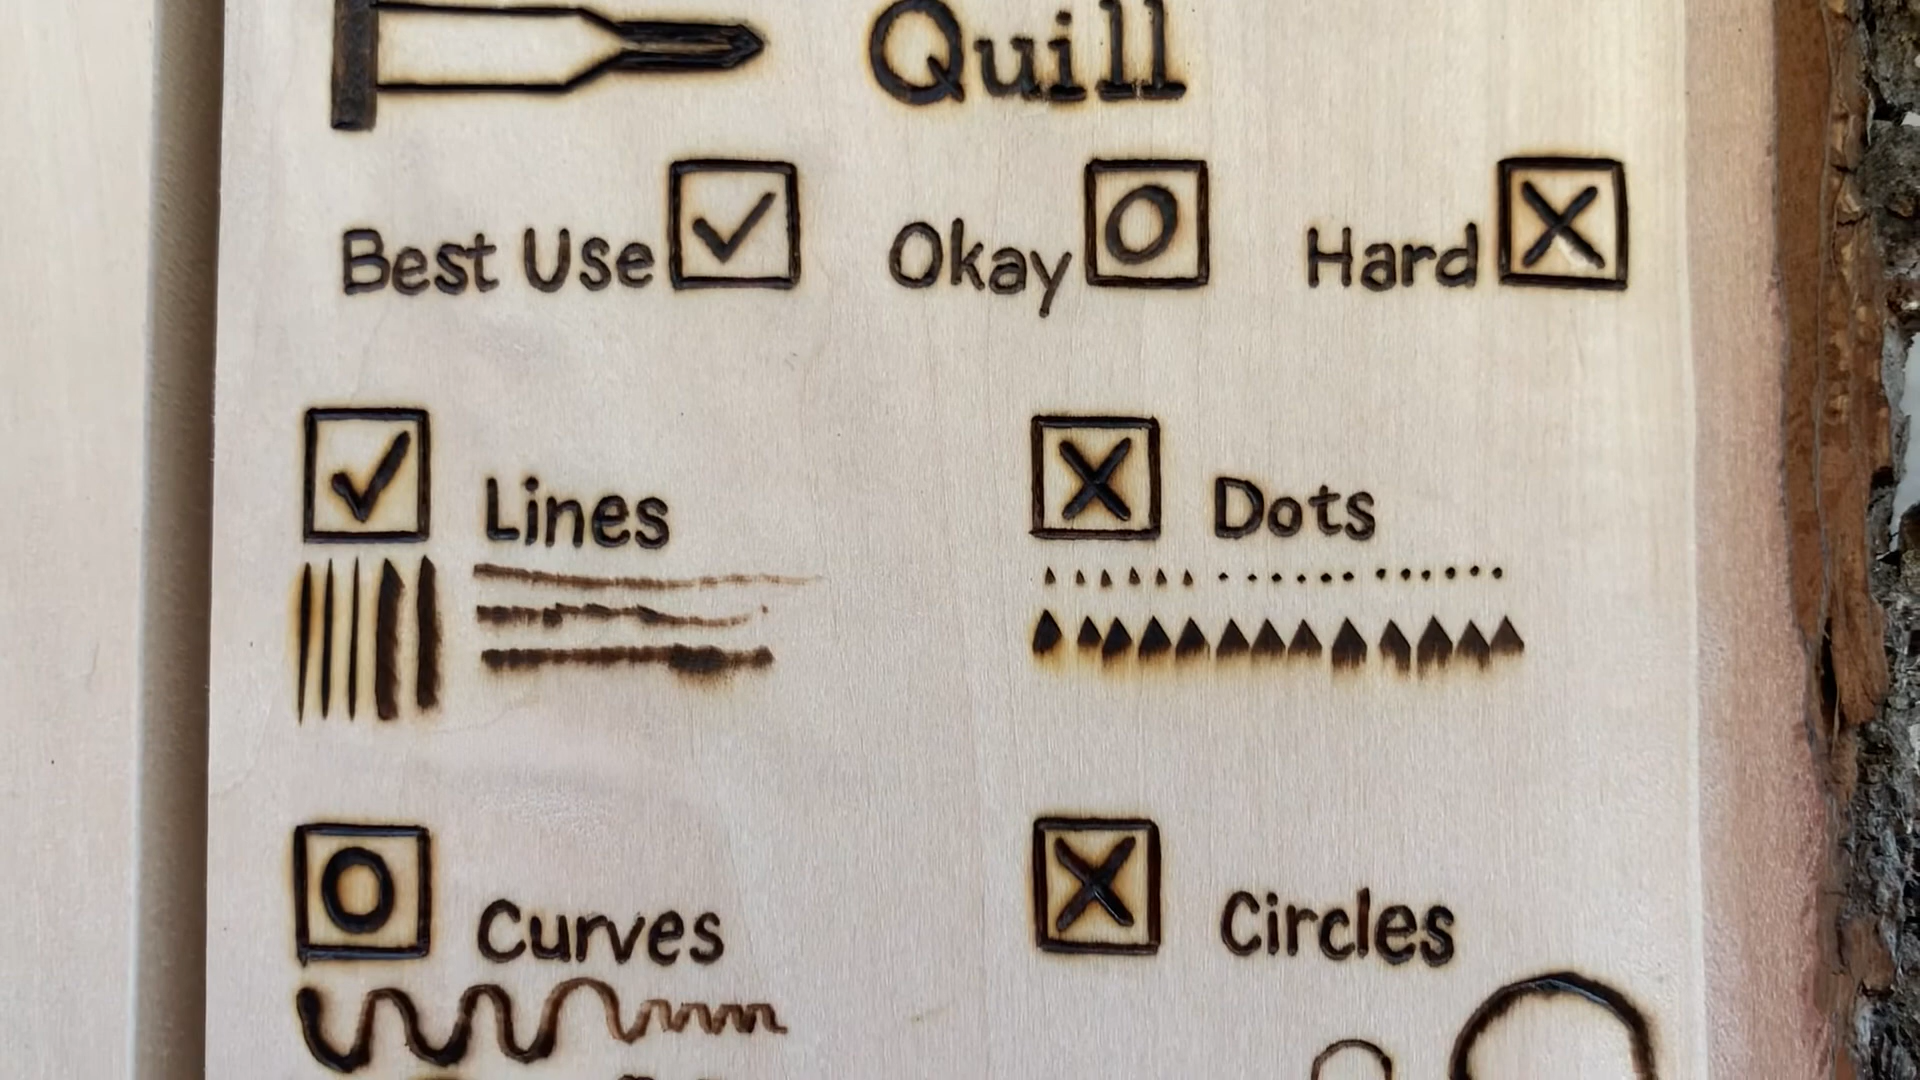 Quill
Best Use ✓ Okay O Hard X
✓ Lines
X Dots
O Curves
X Circles